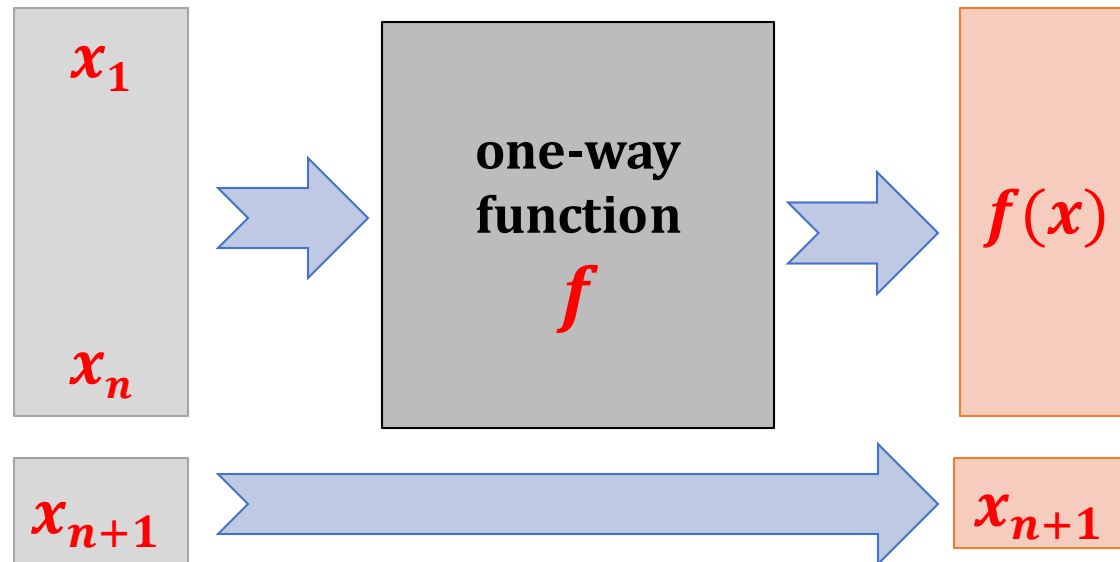 x₁
xₙ
one-way
function
f
f(x)
xₙ₊₁
xₙ₊₁